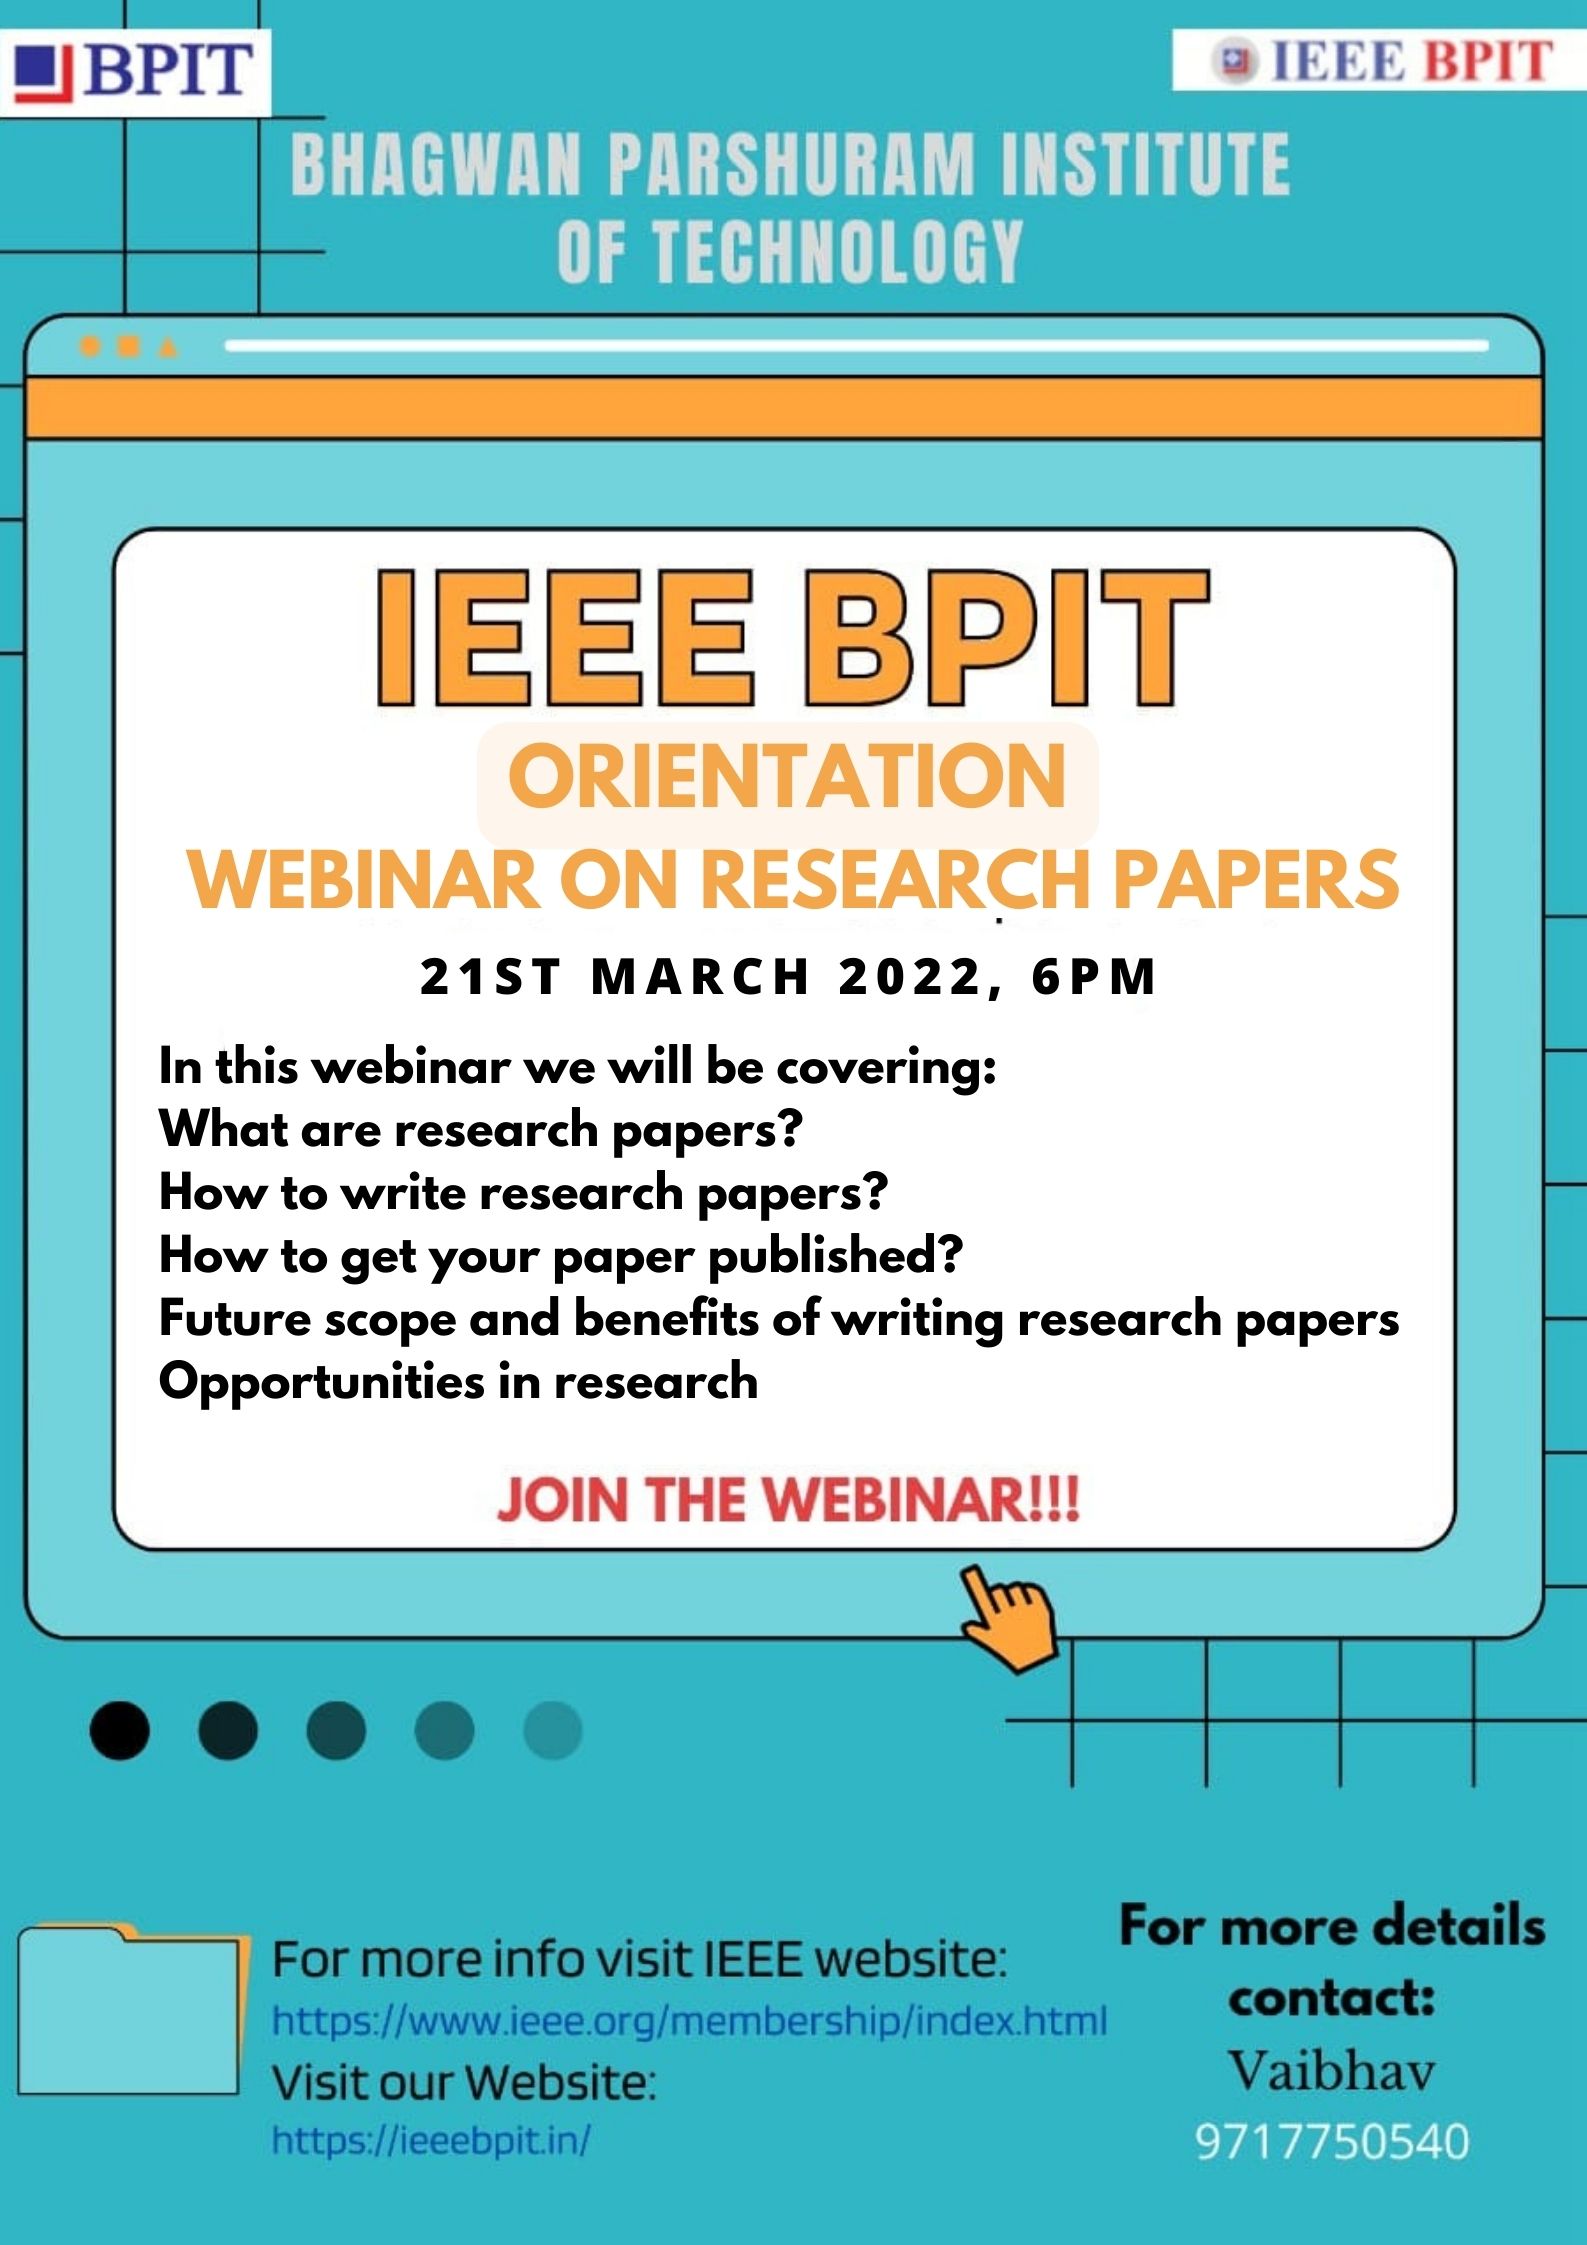 BPIT
IEEE BPIT
BHAGWAN PARSHURAM INSTITUTE
OF TECHNOLOGY
IEEE BPIT
ORIENTATION
WEBINAR ON RESEARCH PAPERS
21ST MARCH 2022, 6PM
In this webinar we will be covering:
What are research papers?
How to write research papers?
How to get your paper published?
Future scope and benefits of writing research papers
Opportunities in research
JOIN THE WEBINAR!!!
For more info visit IEEE website:
https://www.ieee.org/membership/index.html
Visit our Website:
https://ieeebpit.in/
For more details
contact:
Vaibhav
9717750540